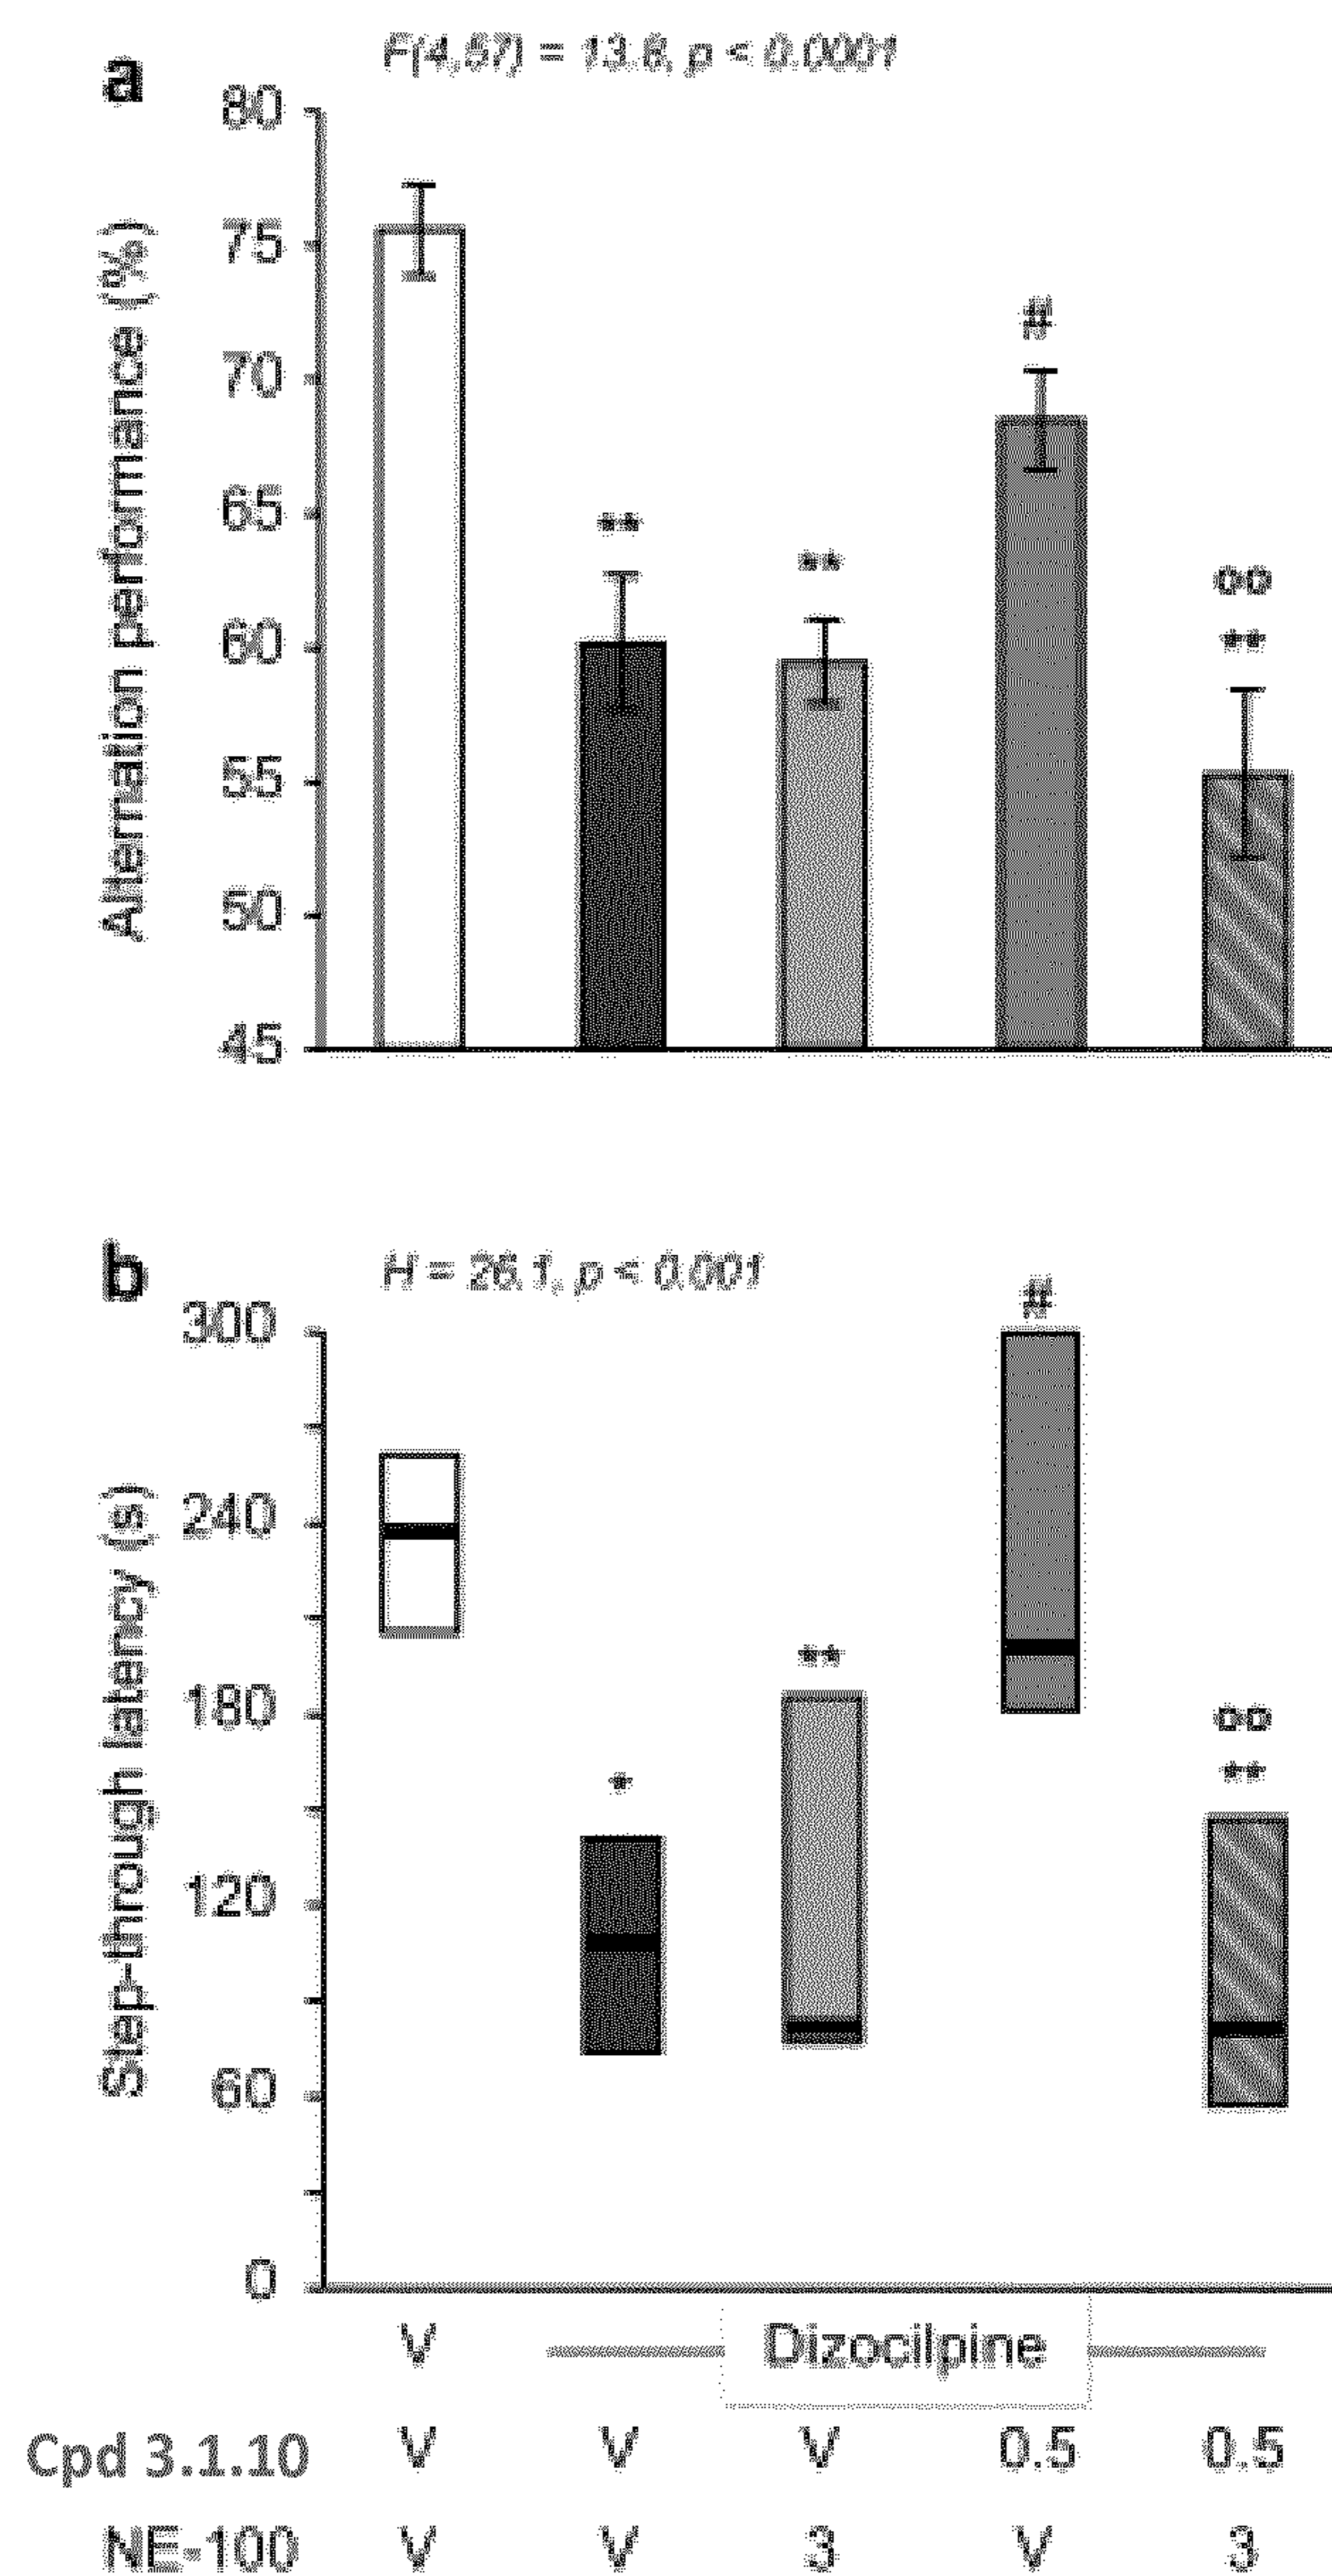 a
F(4,57) = 13.6, p < 0.0001
Alternation performance (%)
80
75
70
65
60
55
50
45
**
**
#
°°
**
b
H = 26.1, p < 0.001
Step-through latency (s)
300
240
180
120
60
0
*
**
#
°°
**
V Dizocilpine
Cpd 3.1.10 V V V 0.5 0.5
NE-100 V V 3 V 3